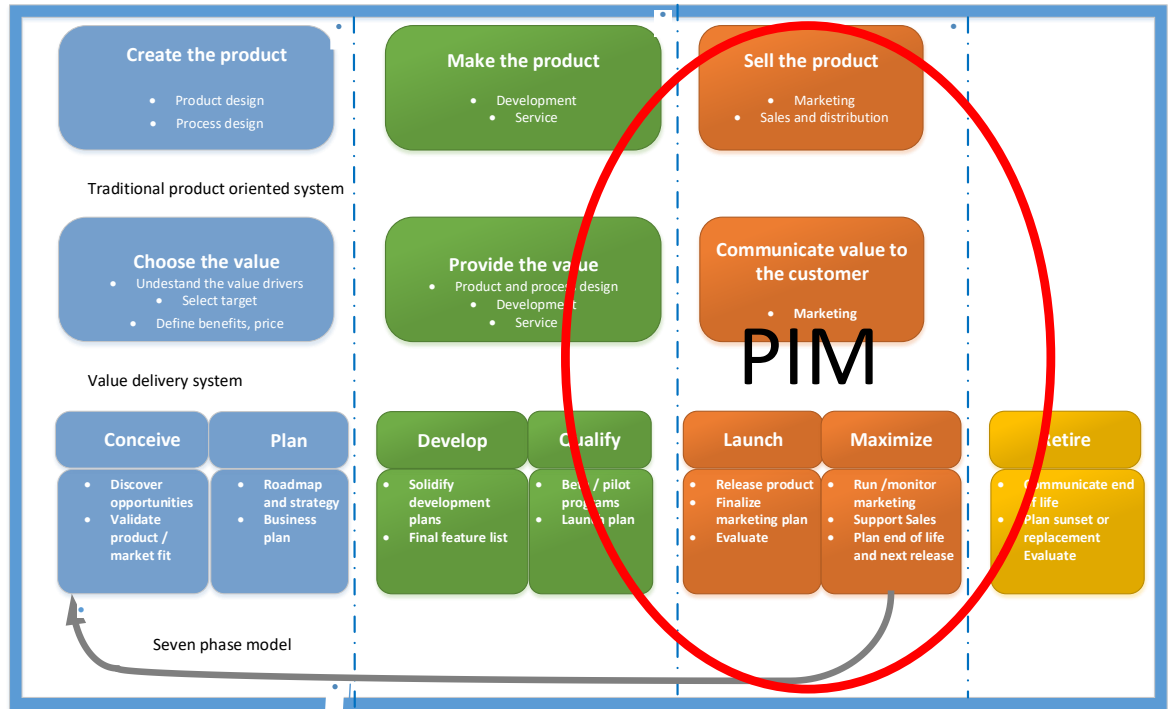 Create the product
• Product design
• Process design
Make the product
• Development
• Service
Sell the product
• Marketing
• Sales and distribution
Traditional product oriented system
Choose the value
• Undestand the value drivers
• Select target
• Define benefits, price
Provide the value
• Product and process design
• Development
• Service
Communicate value to
the customer
• Marketing
PIM
Value delivery system
Conceive
• Discover
opportunities
• Validate
product /
market fit
Plan
• Roadmap
and strategy
• Business
plan
Develop
• Solidify
development
plans
• Final feature list
Qualify
• Beta / pilot
programs
• Launch plan
Launch
• Release product
• Finalize
marketing plan
• Evaluate
Maximize
• Run /monitor
marketing
• Support Sales
• Plan end of life
and next release
Retire
• Communicate end
of life
• Plan sunset or
replacement
Evaluate
Seven phase model